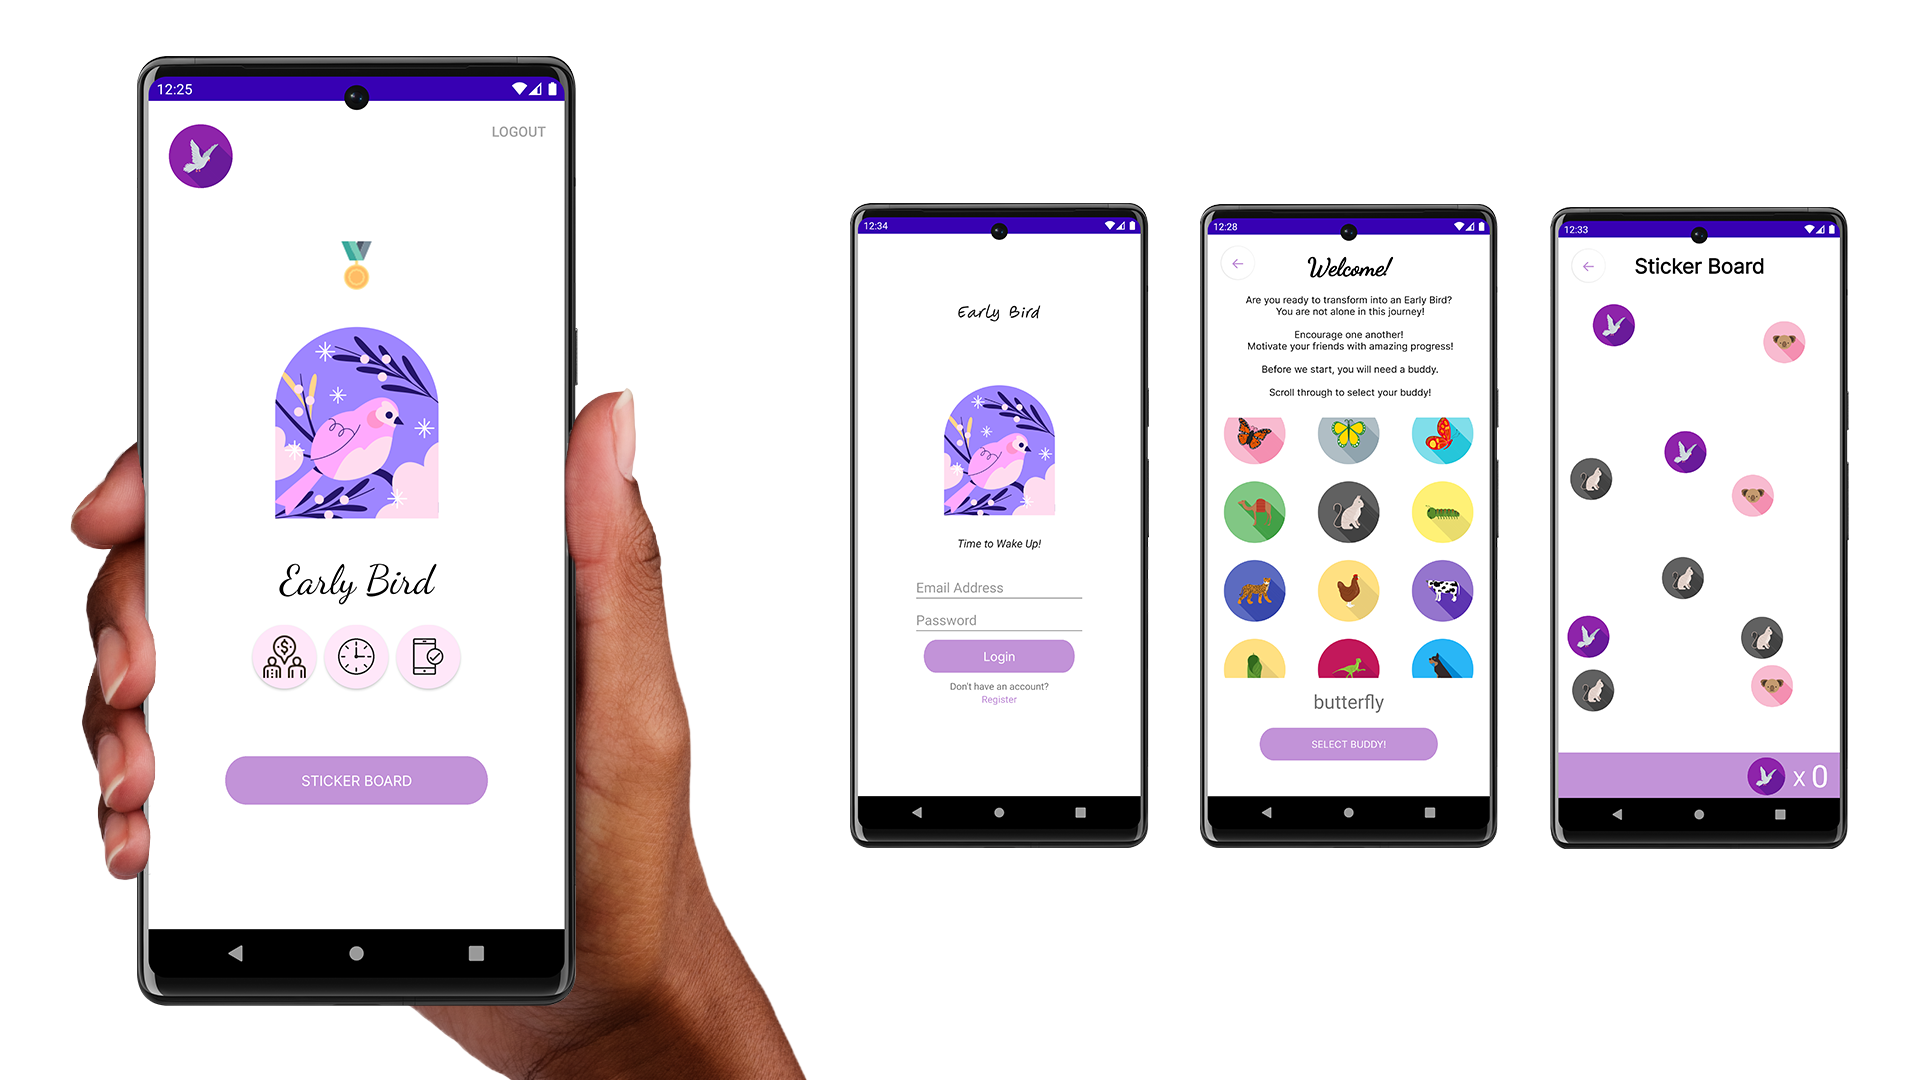 12:25
LOGOUT
Early Bird
STICKER BOARD
12:34
Early Bird
Time to Wake Up!
Email Address
Password
Login
Don't have an account?
Register
12:28
Welcome!
Are you ready to transform into an Early Bird?
You are not alone in this journey!
Encourage one another!
Motivate your friends with amazing progress!
Before we start, you will need a buddy.
Scroll through to select your buddy!
butterfly
SELECT BUDDY!
12:33
Sticker Board
x 0